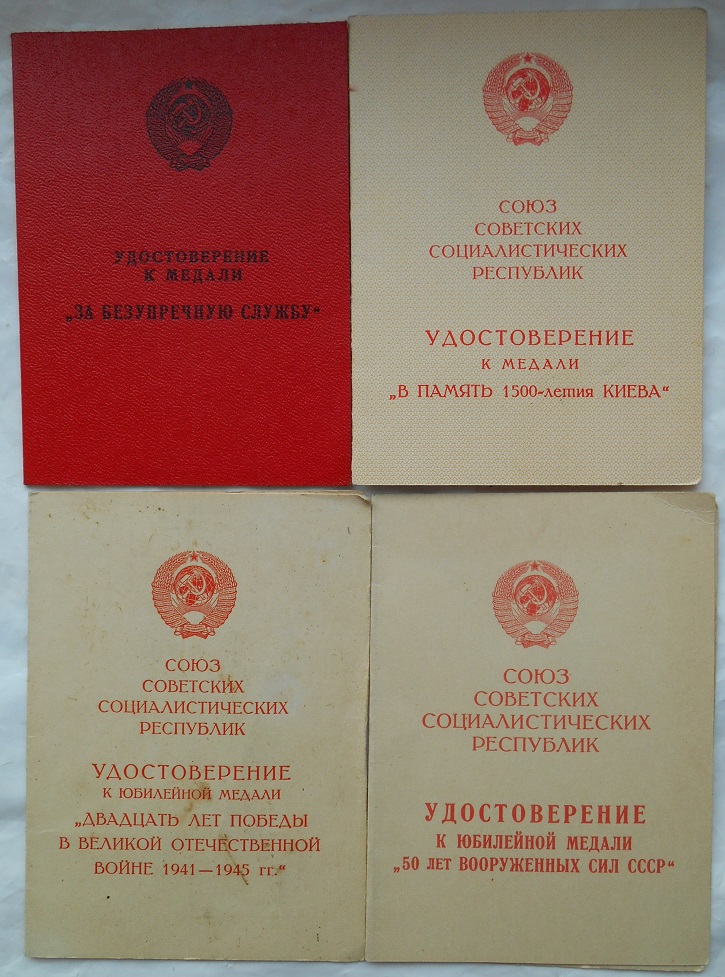 УДОСТОВЕРЕНИЕ
К МЕДАЛИ
„ЗА БЕЗУПРЕЧНУЮ СЛУЖБУ“
СОЮЗ
СОВЕТСКИХ
СОЦИАЛИСТИЧЕСКИХ
РЕСПУБЛИК
УДОСТОВЕРЕНИЕ
К МЕДАЛИ
„В ПАМЯТЬ 1500-летия КИЕВА“
СОЮЗ
СОВЕТСКИХ
СОЦИАЛИСТИЧЕСКИХ
РЕСПУБЛИК
УДОСТОВЕРЕНИЕ
К ЮБИЛЕЙНОЙ МЕДАЛИ
„ДВАДЦАТЬ ЛЕТ ПОБЕДЫ
В ВЕЛИКОЙ ОТЕЧЕСТВЕННОЙ
ВОЙНЕ 1941—1945 гг.“
СОЮЗ
СОВЕТСКИХ
СОЦИАЛИСТИЧЕСКИХ
РЕСПУБЛИК
УДОСТОВЕРЕНИЕ
К ЮБИЛЕЙНОЙ МЕДАЛИ
„50 ЛЕТ ВООРУЖЕННЫХ СИЛ СССР“